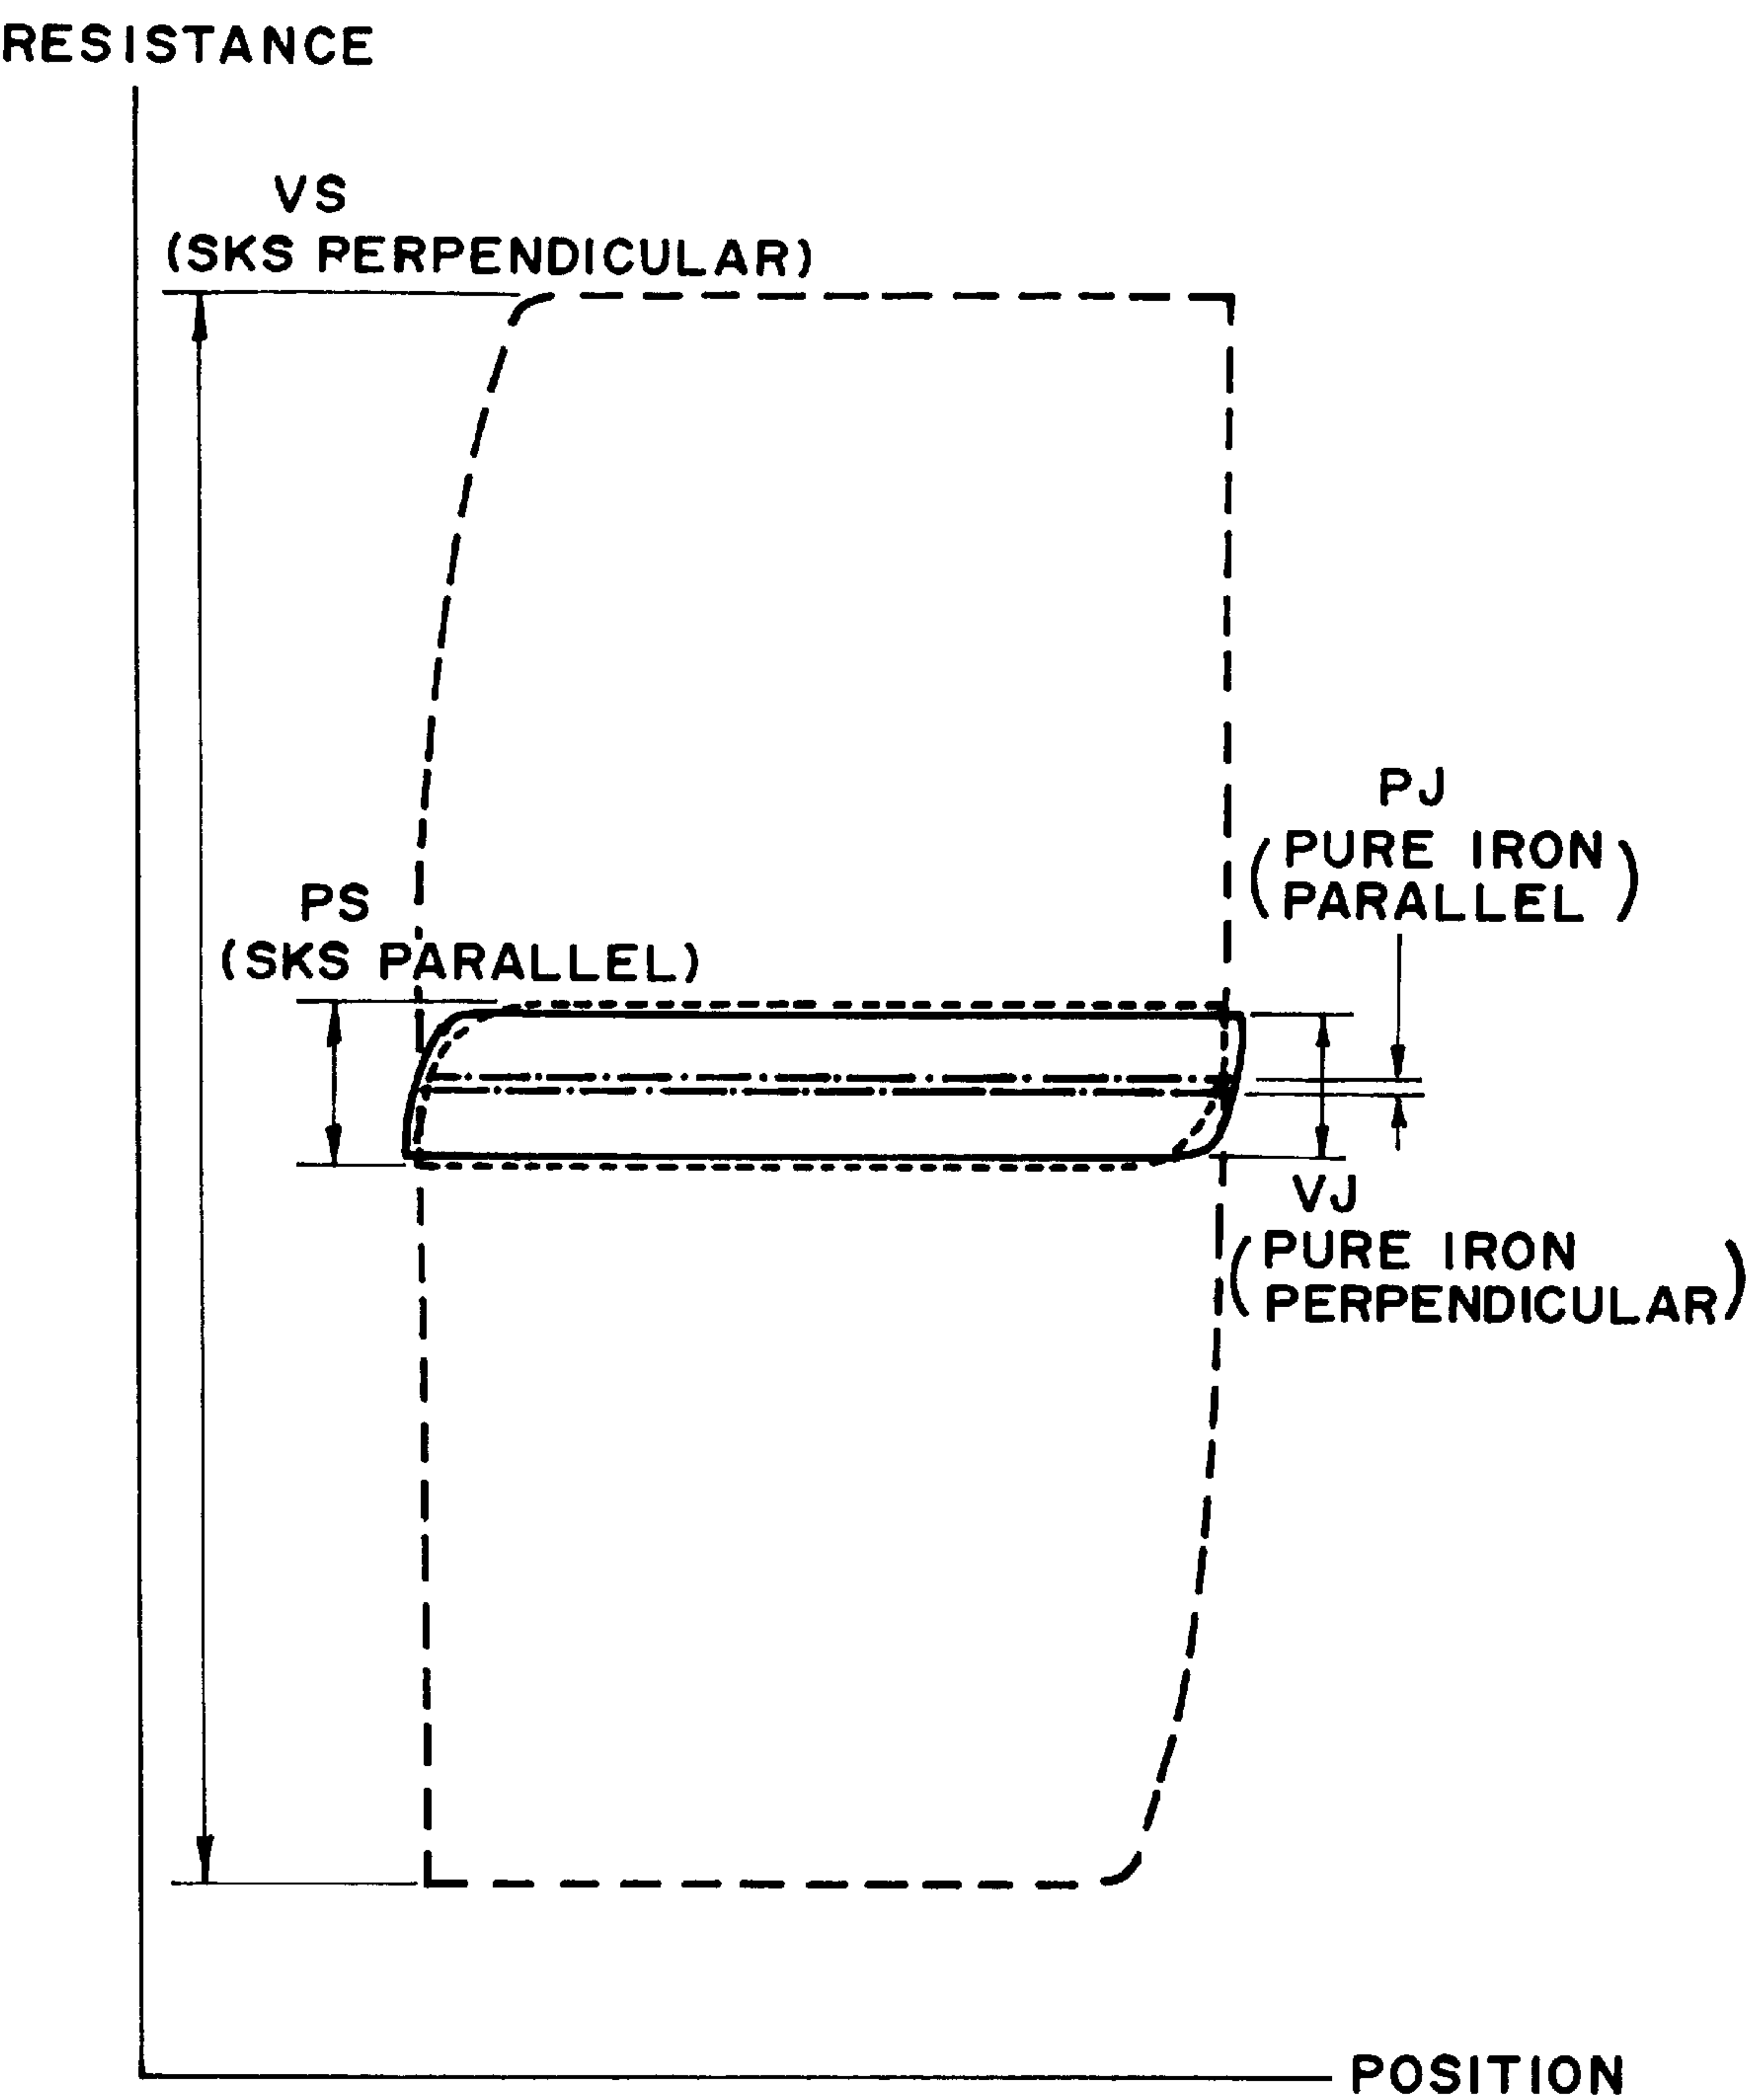 RESISTANCE
VS
(SKS PERPENDICULAR)
PJ
(PURE IRON
PARALLEL)
PS
(SKS PARALLEL)
VJ
(PURE IRON
PERPENDICULAR)
POSITION